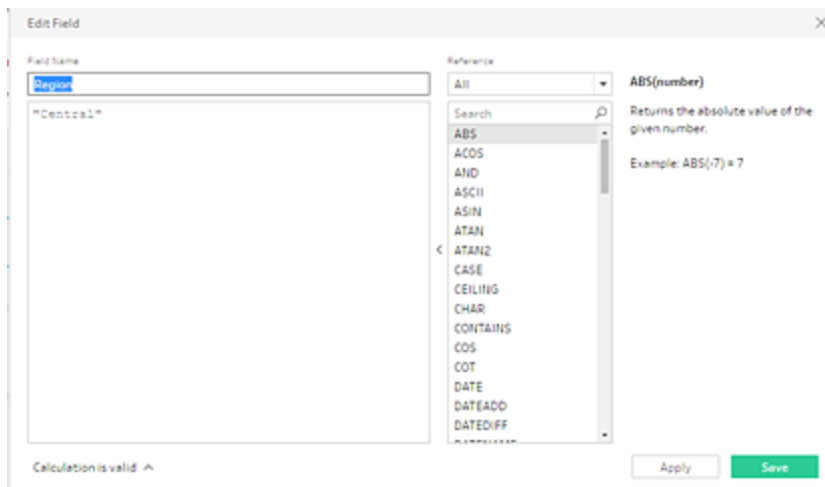 Edit Field
Field Name
Region
"Central"
Reference
All
Search
ABS
ACOS
AND
ASCII
ASIN
ATAN
ATAN2
CASE
CEILING
CHAR
CONTAINS
COS
COT
DATE
DATEADD
DATEDIFF
DATENAME
ABS(number)
Returns the absolute value of the
given number.
Example: ABS(-7) = 7
Calculation is valid
Apply
Save